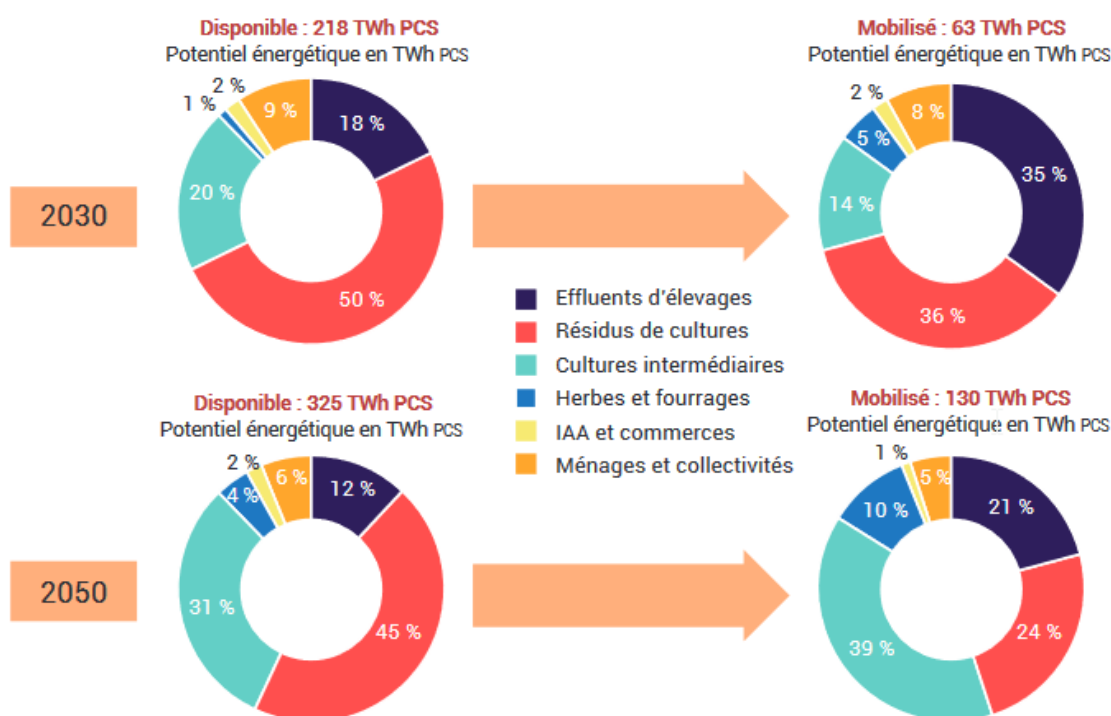 Disponible : 218 TWh PCS
Potentiel énergétique en TWh PCS
2 %
1 %
9 %
18 %
20 %
50 %
Mobilisé : 63 TWh PCS
Potentiel énergétique en TWh PCS
2 %
8 %
5 %
35 %
14 %
36 %
2030
Effluents d'élevages
Résidus de cultures
Cultures intermédiaires
Herbes et fourrages
IAA et commerces
Ménages et collectivités
Disponible : 325 TWh PCS
Potentiel énergétique en TWh PCS
2 %
6 %
12 %
4 %
31 %
45 %
Mobilisé : 130 TWh PCS
Potentiel énergétique en TWh PCS
1 %
5 %
21 %
10 %
24 %
39 %
2050